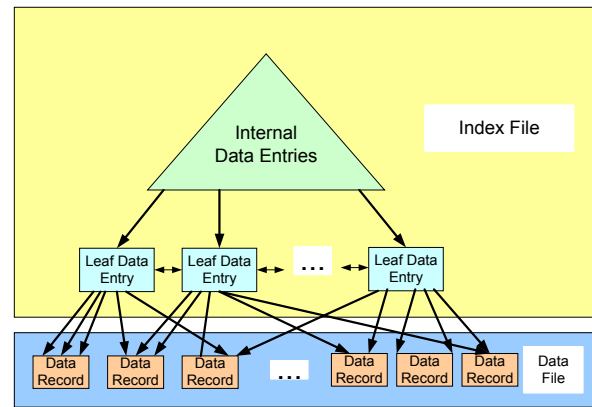 Internal
Data Entries
Index File
Leaf Data
Entry
Leaf Data
Entry
...
Leaf Data
Entry
Data
Record
Data
Record
Data
Record
...
Data
Record
Data
Record
Data
Record
Data
File